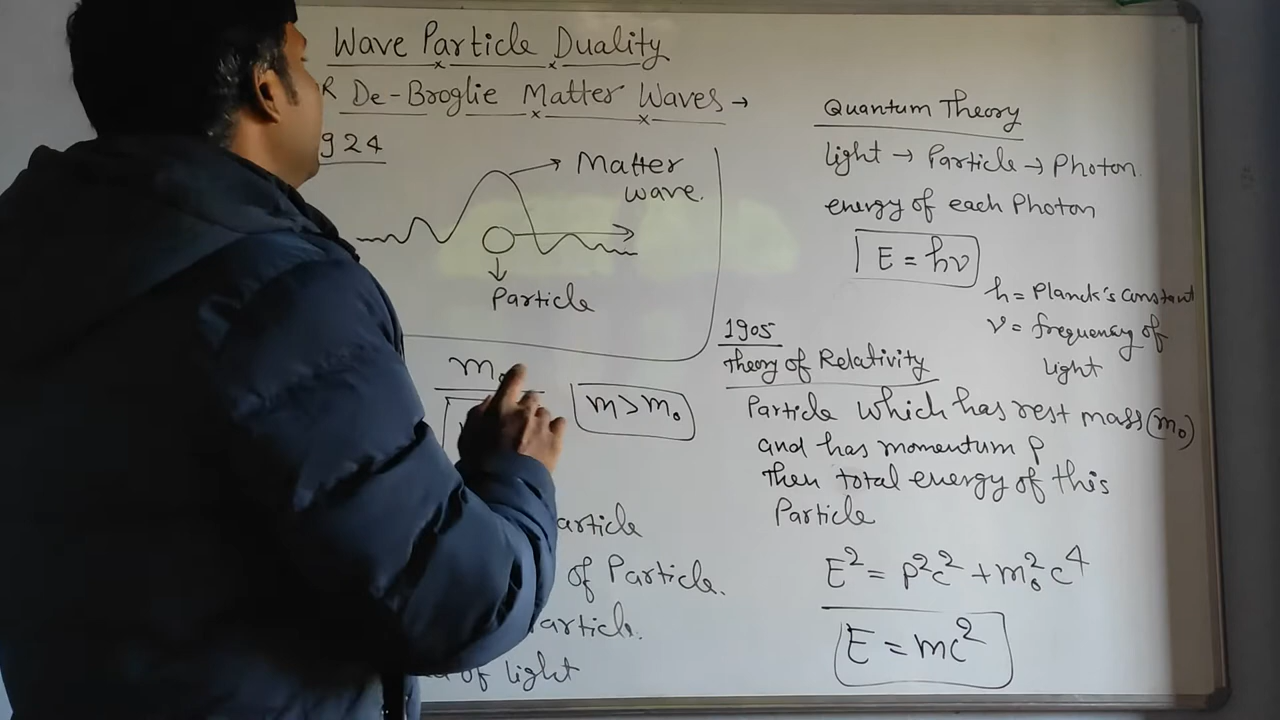 Wave Particle Duality
R De-Broglie Matter Waves →
924
Matter
wave.
Particle
m₀
m > m₀
article
of Particle.
article.
of light
Quantum Theory
light → Particle → Photon.
energy of each Photon
E = hν
h = Planck's constant
ν = frequency of
light
1905
Theory of Relativity
Particle which has rest mass (m₀)
and has momentum p
then total energy of this
Particle
E² = p²c² + m₀²c⁴
E = mc²